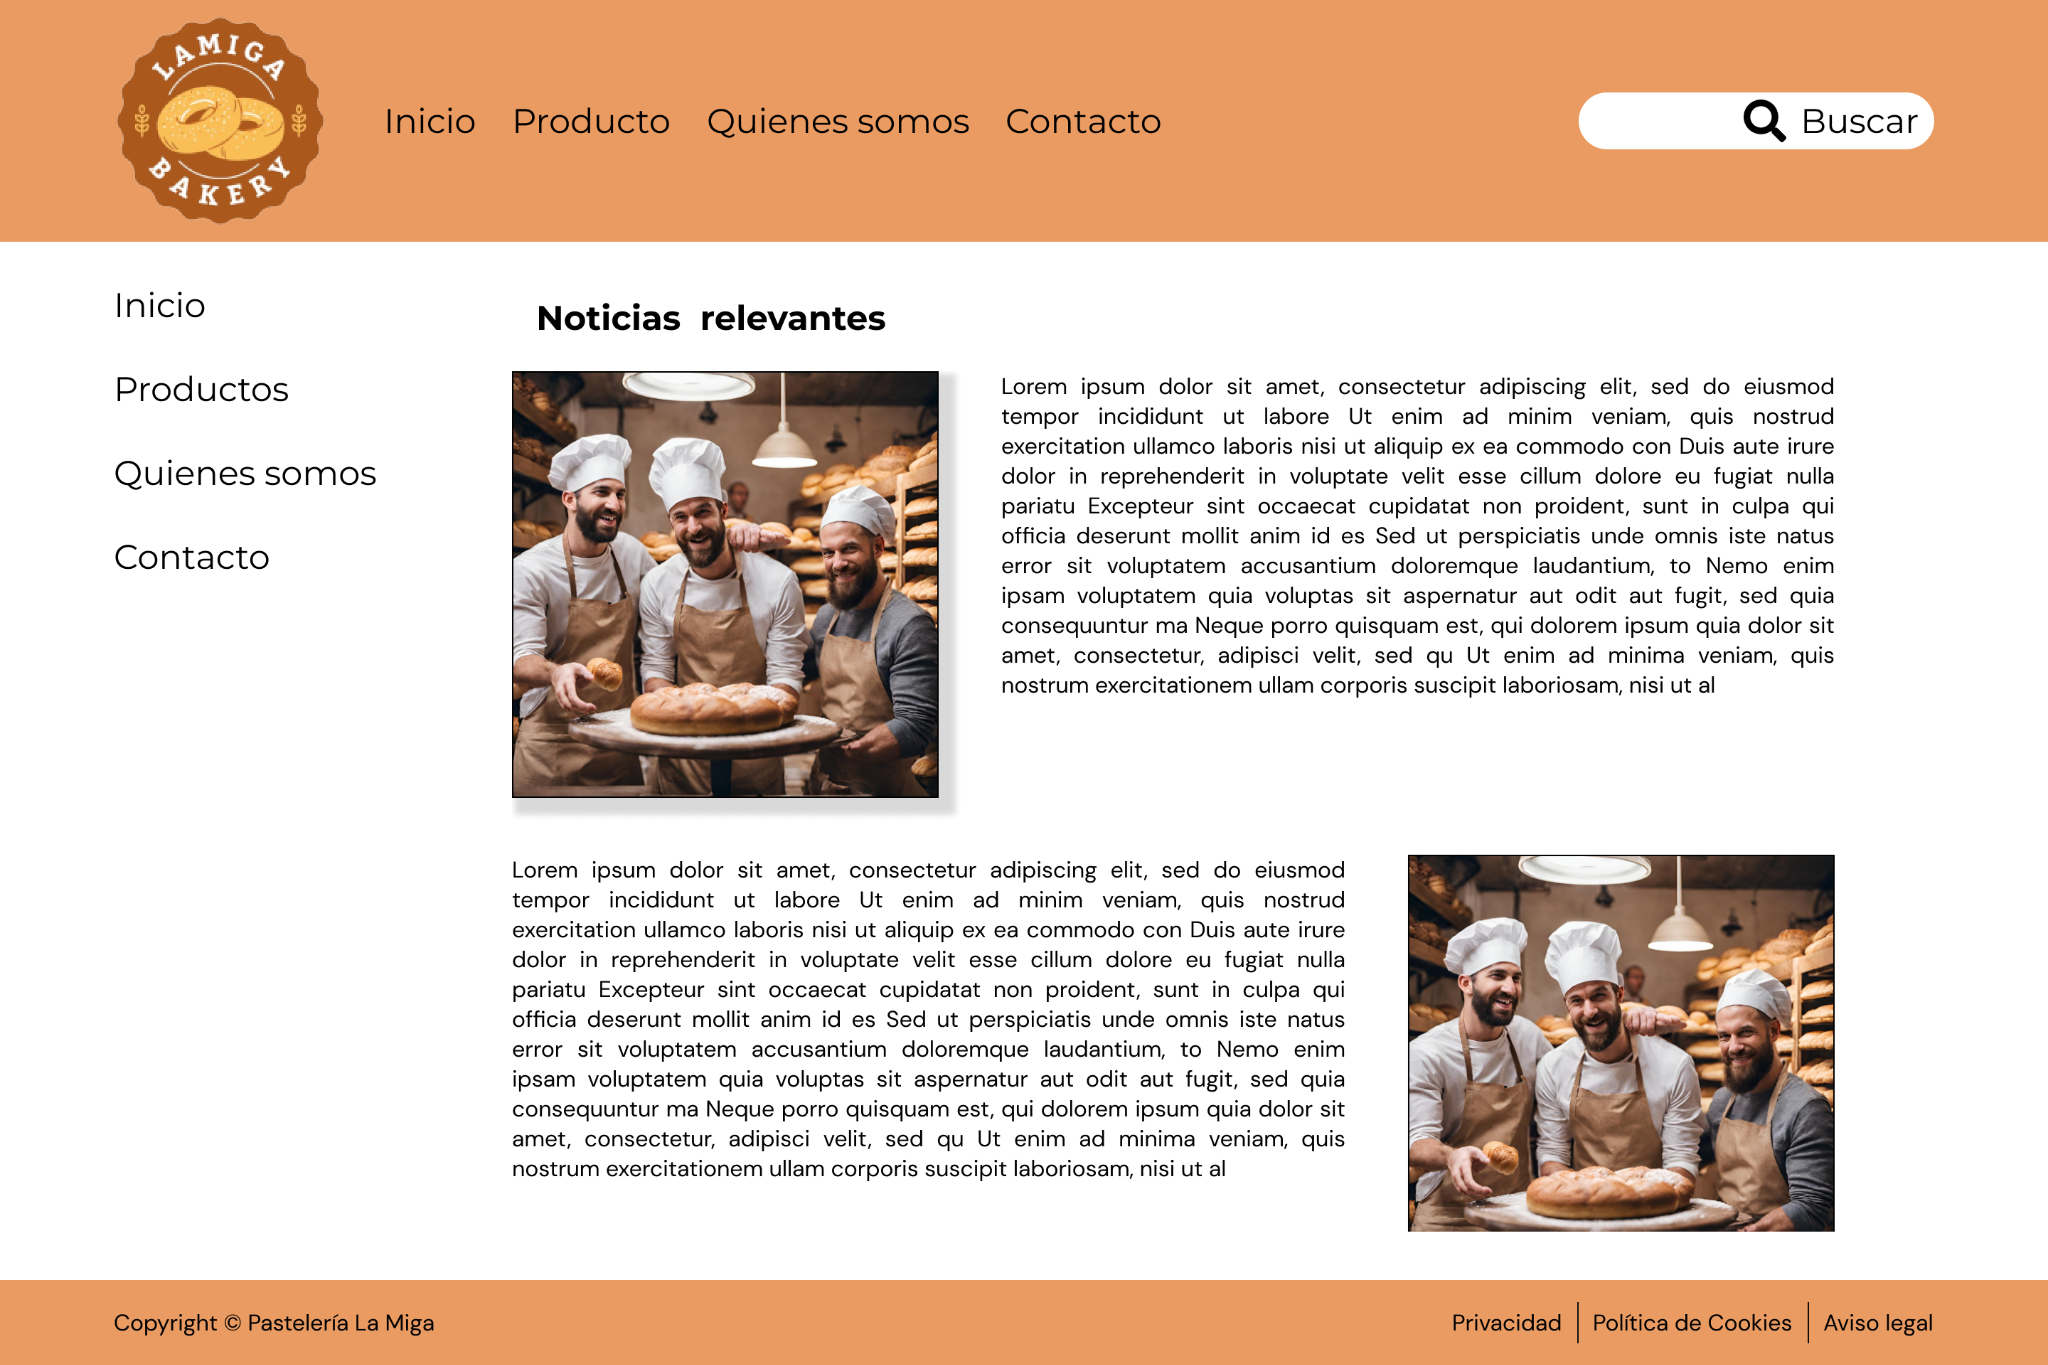 LAMIGA
BAKERY
Inicio
Producto
Quienes somos
Contacto
Buscar
Inicio
Productos
Quienes somos
Contacto
Noticias relevantes
Lorem ipsum dolor sit amet, consectetur adipiscing elit, sed do eiusmod
tempor incididunt ut labore Ut enim ad minim veniam, quis nostrud
exercitation ullamco laboris nisi ut aliquip ex ea commodo con Duis aute irure
dolor in reprehenderit in voluptate velit esse cillum dolore eu fugiat nulla
pariatu Excepteur sint occaecat cupidatat non proident, sunt in culpa qui
officia deserunt mollit anim id es Sed ut perspiciatis unde omnis iste natus
error sit voluptatem accusantium doloremque laudantium, to Nemo enim
ipsam voluptatem quia voluptas sit aspernatur aut odit aut fugit, sed quia
consequuntur ma Neque porro quisquam est, qui dolorem ipsum quia dolor sit
amet, consectetur, adipisci velit, sed qu Ut enim ad minima veniam, quis
nostrum exercitationem ullam corporis suscipit laboriosam, nisi ut al
Lorem ipsum dolor sit amet, consectetur adipiscing elit, sed do eiusmod
tempor incididunt ut labore Ut enim ad minim veniam, quis nostrud
exercitation ullamco laboris nisi ut aliquip ex ea commodo con Duis aute irure
dolor in reprehenderit in voluptate velit esse cillum dolore eu fugiat nulla
pariatu Excepteur sint occaecat cupidatat non proident, sunt in culpa qui
officia deserunt mollit anim id es Sed ut perspiciatis unde omnis iste natus
error sit voluptatem accusantium doloremque laudantium, to Nemo enim
ipsam voluptatem quia voluptas sit aspernatur aut odit aut fugit, sed quia
consequuntur ma Neque porro quisquam est, qui dolorem ipsum quia dolor sit
amet, consectetur, adipisci velit, sed qu Ut enim ad minima veniam, quis
nostrum exercitationem ullam corporis suscipit laboriosam, nisi ut al
Copyright © Pastelería La Miga
Privacidad
Política de Cookies
Aviso legal